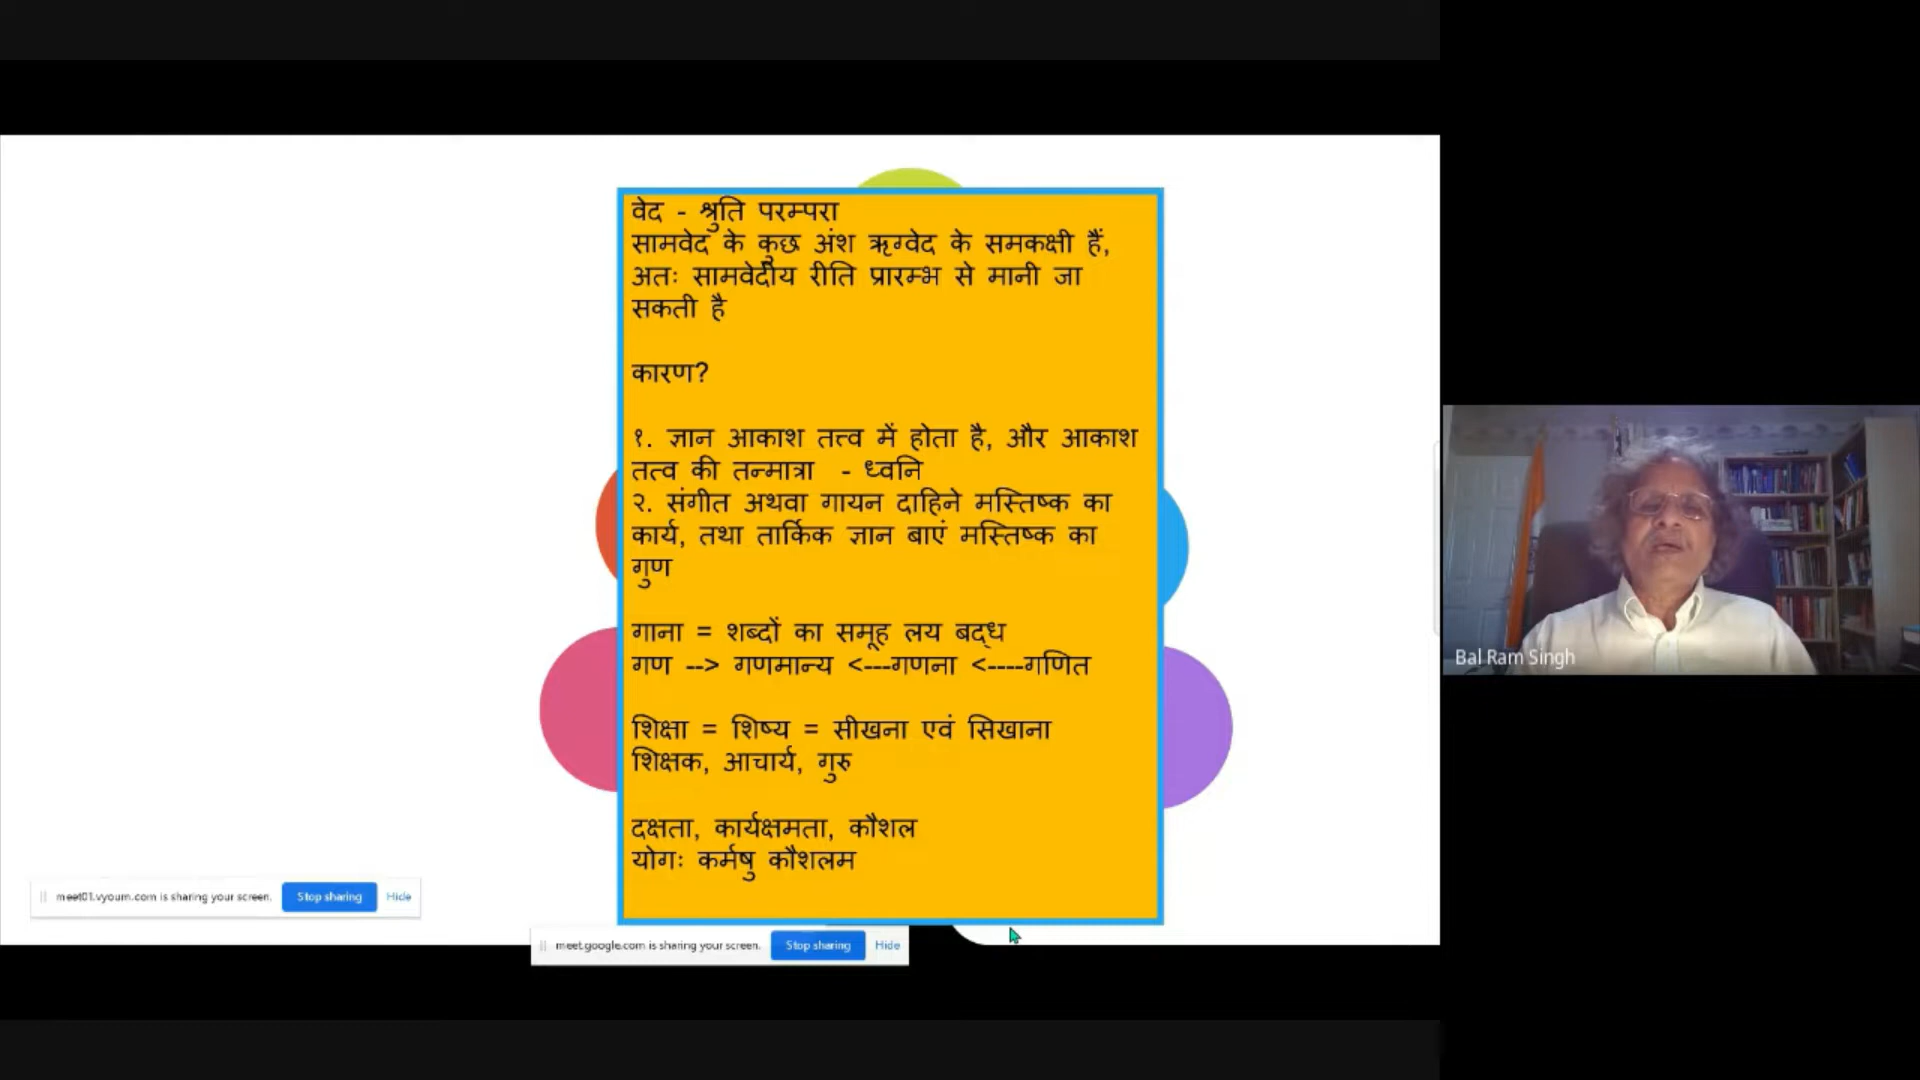 वेद - श्रुति परम्परा
सामवेद के कुछ अंश ऋग्वेद के समकक्षी हैं,
अतः सामवेदीय रीति प्रारम्भ से मानी जा
सकती है
कारण?
१. ज्ञान आकाश तत्त्व में होता है, और आकाश
तत्व की तन्मात्रा - ध्वनि
२. संगीत अथवा गायन दाहिने मस्तिष्क का
कार्य, तथा तार्किक ज्ञान बाएं मस्तिष्क का
गुण
गाना = शब्दों का समूह लय बद्ध
गण --> गणमान्य <---गणना <----गणित
शिक्षा = शिष्य = सीखना एवं सिखाना
शिक्षक, आचार्य, गुरु
दक्षता, कार्यक्षमता, कौशल
योगः कर्मषु कौशलम
meet01.vyoum.com is sharing your screen. Stop sharing Hide
meet.google.com is sharing your screen. Stop sharing Hide
Bal Ram Singh